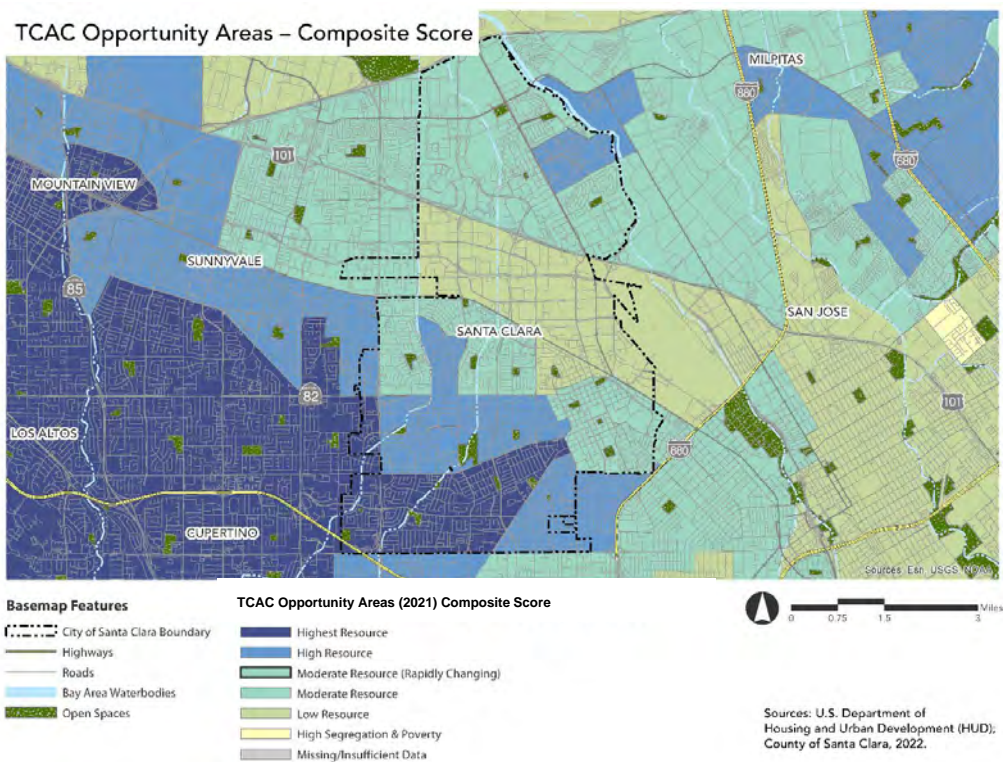 TCAC Opportunity Areas – Composite Score
MILPITAS
880
680
101
MOUNTAIN VIEW
SUNNYVALE
85
SANTA CLARA
SAN JOSE
82
101
LOS ALTOS
880
CUPERTINO
Sources: Esri, USGS, NOAA
Basemap Features
City of Santa Clara Boundary
Highways
Roads
Bay Area Waterbodies
Open Spaces
TCAC Opportunity Areas (2021) Composite Score
Highest Resource
High Resource
Moderate Resource (Rapidly Changing)
Moderate Resource
Low Resource
High Segregation & Poverty
Missing/Insufficient Data
Miles
0 0.75 1.5 3
Sources: U.S. Department of
Housing and Urban Development (HUD);
County of Santa Clara, 2022.